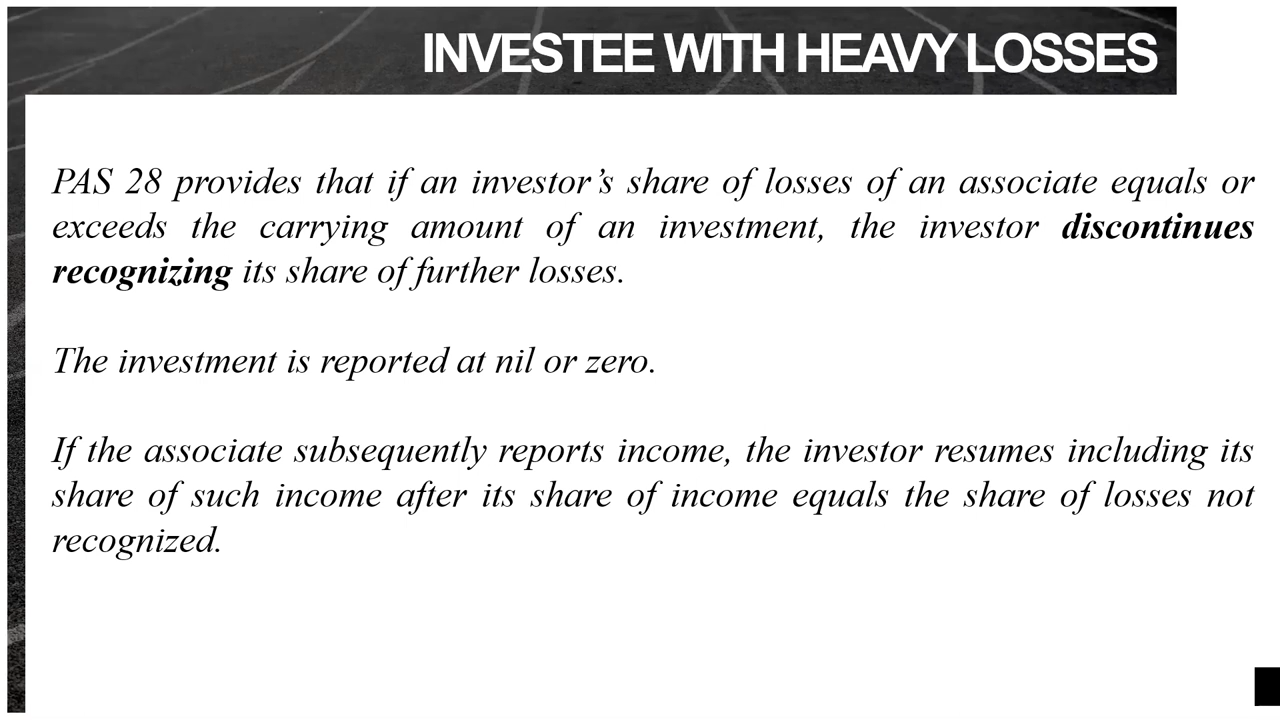 INVESTEE WITH HEAVY LOSSES
PAS 28 provides that if an investor’s share of losses of an associate equals or
exceeds the carrying amount of an investment, the investor discontinues
recognizing its share of further losses.
The investment is reported at nil or zero.
If the associate subsequently reports income, the investor resumes including its
share of such income after its share of income equals the share of losses not
recognized.